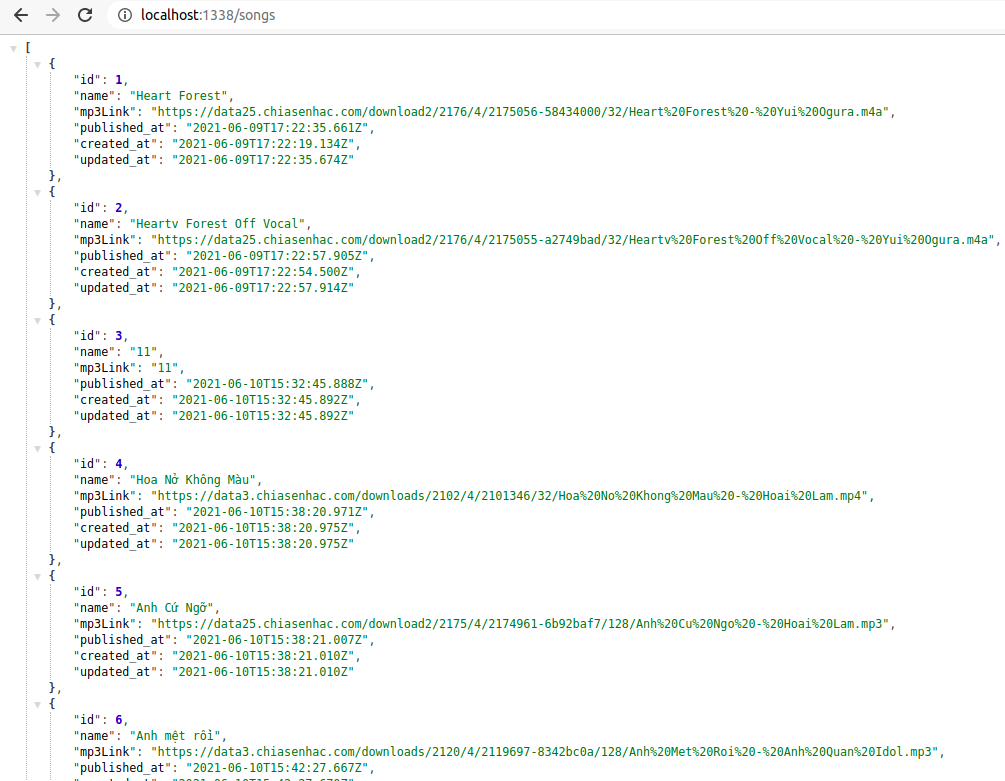 localhost:1338/songs
[
{
"id": 1,
"name": "Heart Forest",
"mp3Link": "https://data25.chiasenhac.com/download2/2176/4/2175056-58434000/32/Heart%20Forest%20-%20Yui%20Ogura.m4a",
"published_at": "2021-06-09T17:22:35.661Z",
"created_at": "2021-06-09T17:22:19.134Z",
"updated_at": "2021-06-09T17:22:35.674Z"
},
{
"id": 2,
"name": "Heartv Forest Off Vocal",
"mp3Link": "https://data25.chiasenhac.com/download2/2176/4/2175055-a2749bad/32/Heartv%20Forest%20Off%20Vocal%20-%20Yui%20Ogura.m4a",
"published_at": "2021-06-09T17:22:57.905Z",
"created_at": "2021-06-09T17:22:54.500Z",
"updated_at": "2021-06-09T17:22:57.914Z"
},
{
"id": 3,
"name": "11",
"mp3Link": "11",
"published_at": "2021-06-10T15:32:45.888Z",
"created_at": "2021-06-10T15:32:45.892Z",
"updated_at": "2021-06-10T15:32:45.892Z"
},
{
"id": 4,
"name": "Hoa Nở Không Màu",
"mp3Link": "https://data3.chiasenhac.com/downloads/2102/4/2101346/32/Hoa%20No%20Khong%20Mau%20-%20Hoai%20Lam.mp4",
"published_at": "2021-06-10T15:38:20.971Z",
"created_at": "2021-06-10T15:38:20.975Z",
"updated_at": "2021-06-10T15:38:20.975Z"
},
{
"id": 5,
"name": "Anh Cứ Ngỡ",
"mp3Link": "https://data25.chiasenhac.com/download2/2175/4/2174961-6b92baf7/128/Anh%20Cu%20Ngo%20-%20Hoai%20Lam.mp3",
"published_at": "2021-06-10T15:38:21.007Z",
"created_at": "2021-06-10T15:38:21.010Z",
"updated_at": "2021-06-10T15:38:21.010Z"
},
{
"id": 6,
"name": "Anh mệt rồi",
"mp3Link": "https://data3.chiasenhac.com/downloads/2120/4/2119697-8342bc0a/128/Anh%20Met%20Roi%20-%20Anh%20Quan%20Idol.mp3",
"published_at": "2021-06-10T15:42:27.667Z",